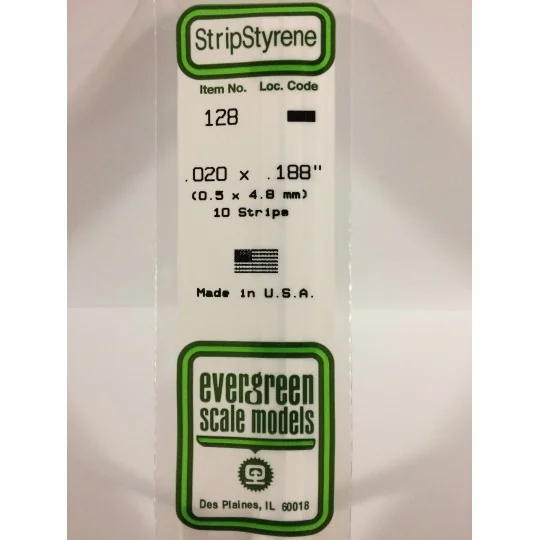 StripStyrene
Item No. Loc. Code
128
.020 x .188"
(0.5 x 4.8 mm)
10 Strips
Made in U.S.A.
evergreen
scale models
Des Plaines, IL 60018